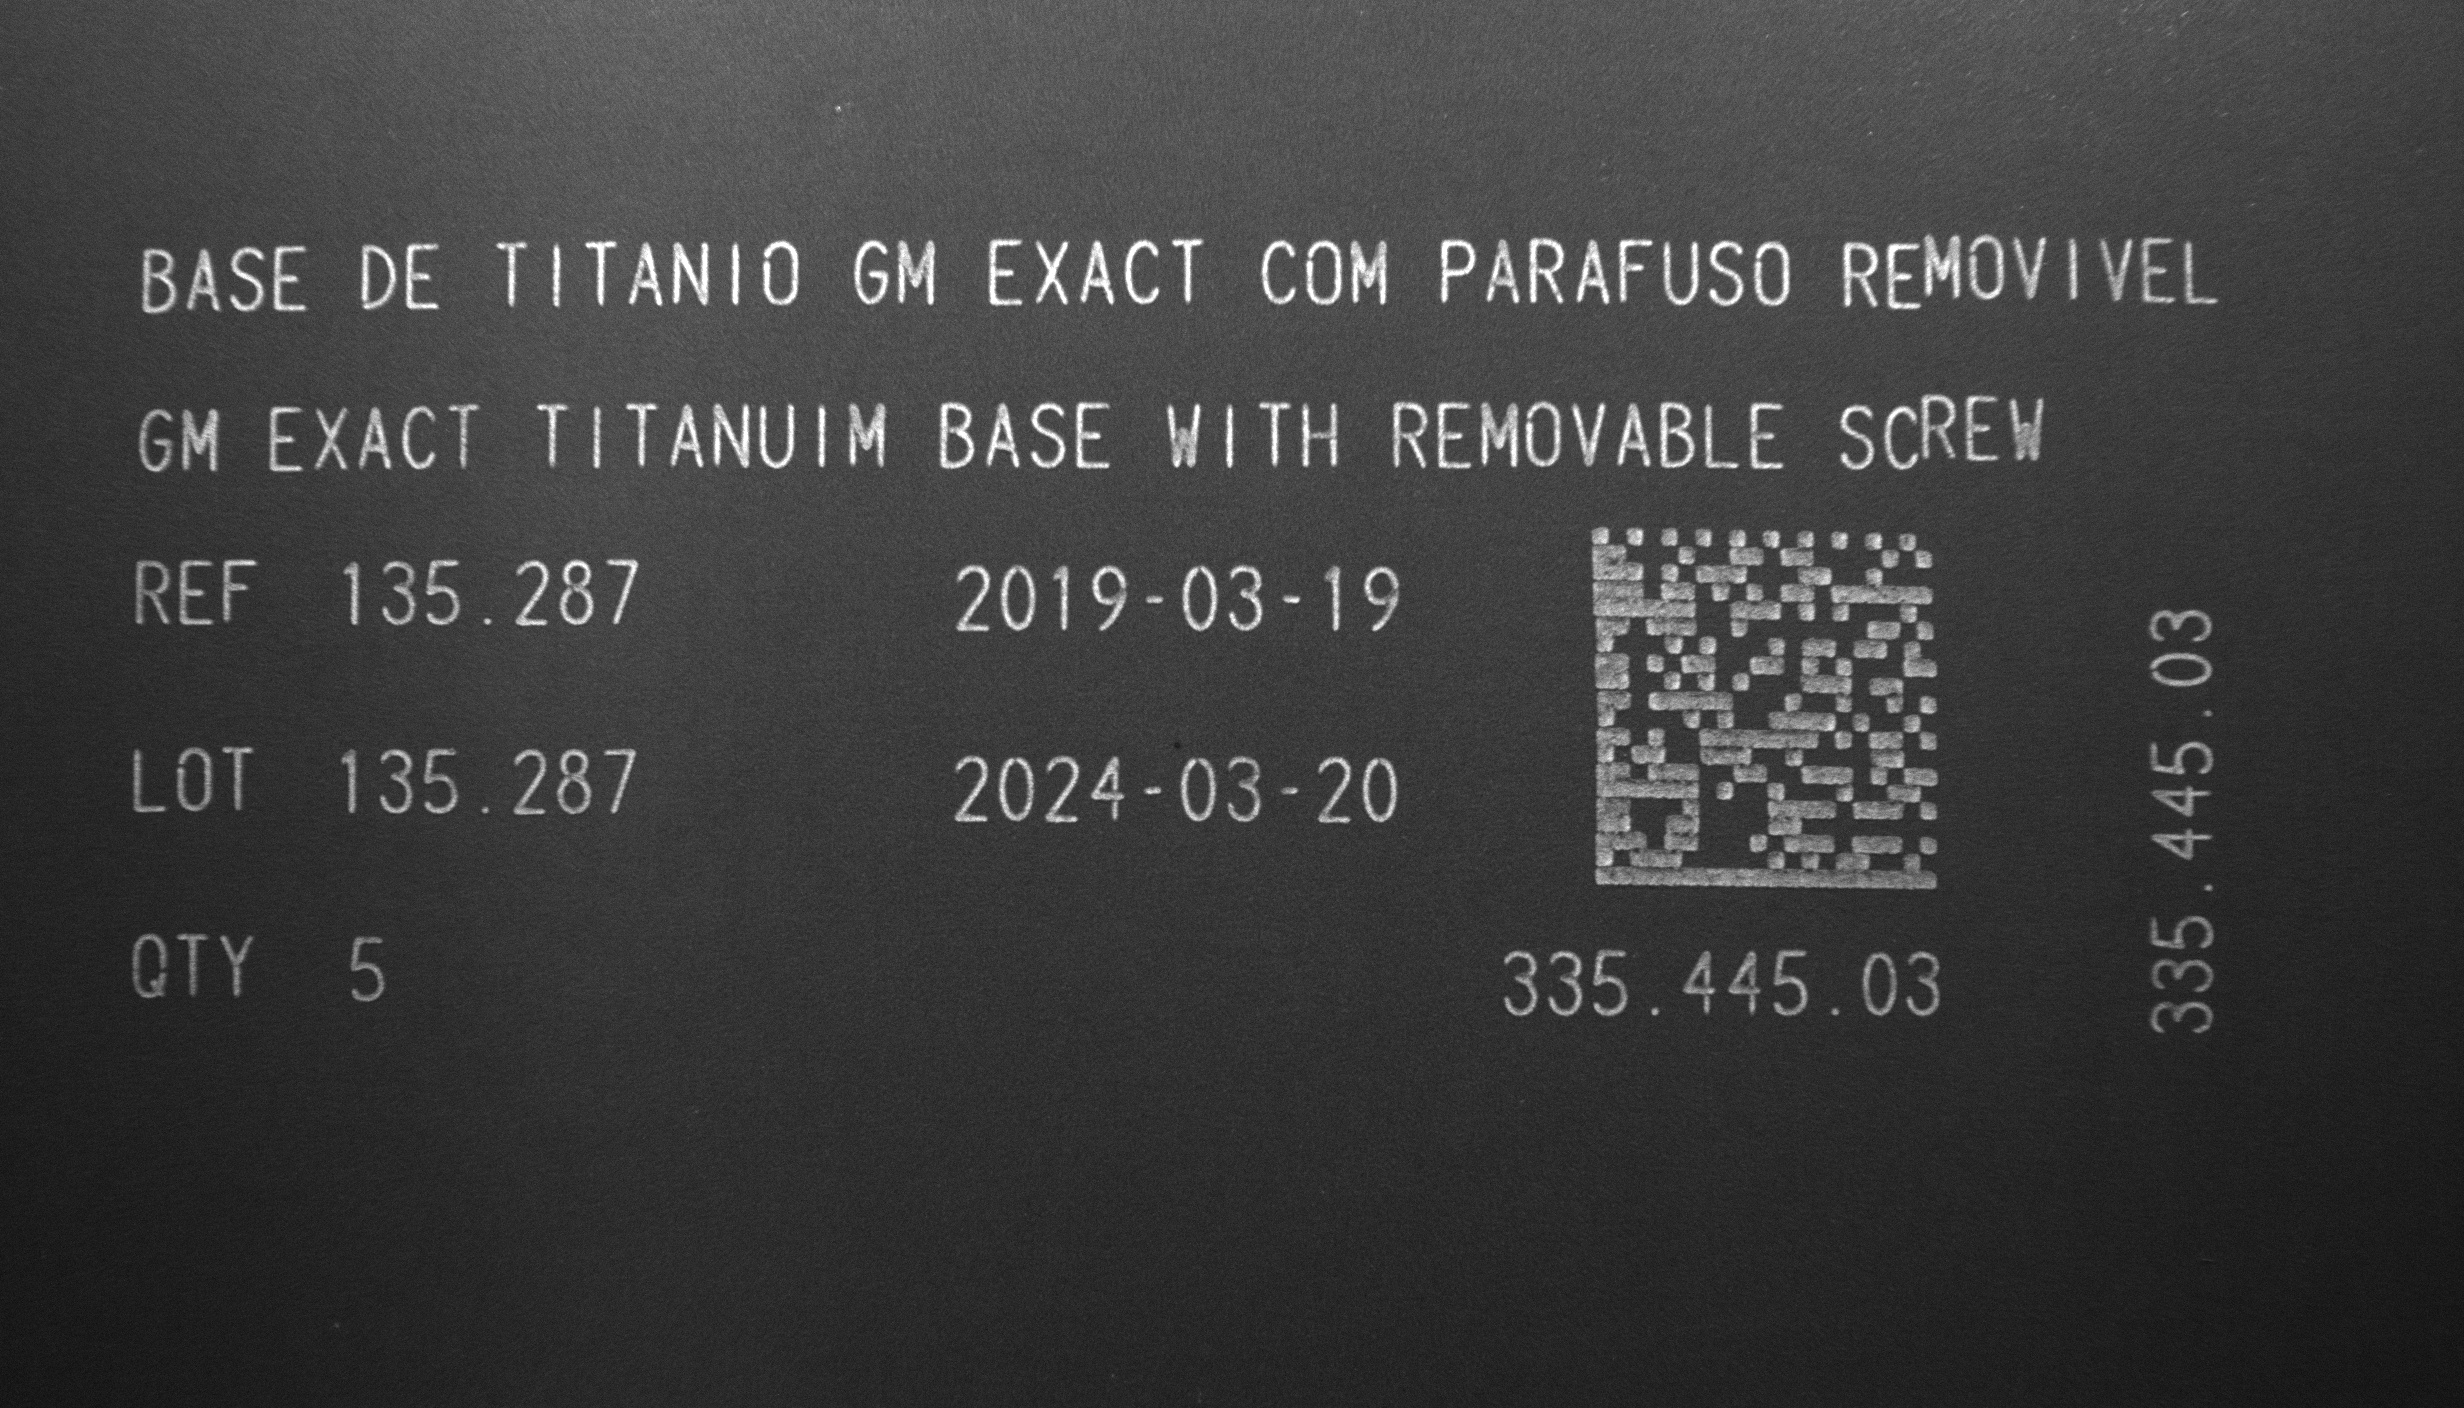 BASE DE TITANIO GM EXACT COM PARAFUSO REMOVIVEL
GM EXACT TITANUIM BASE WITH REMOVABLE SCREW
REF 135.287 2019-03-19
LOT 135.287 2024-03-20
QTY 5
335.445.03
335.445.03